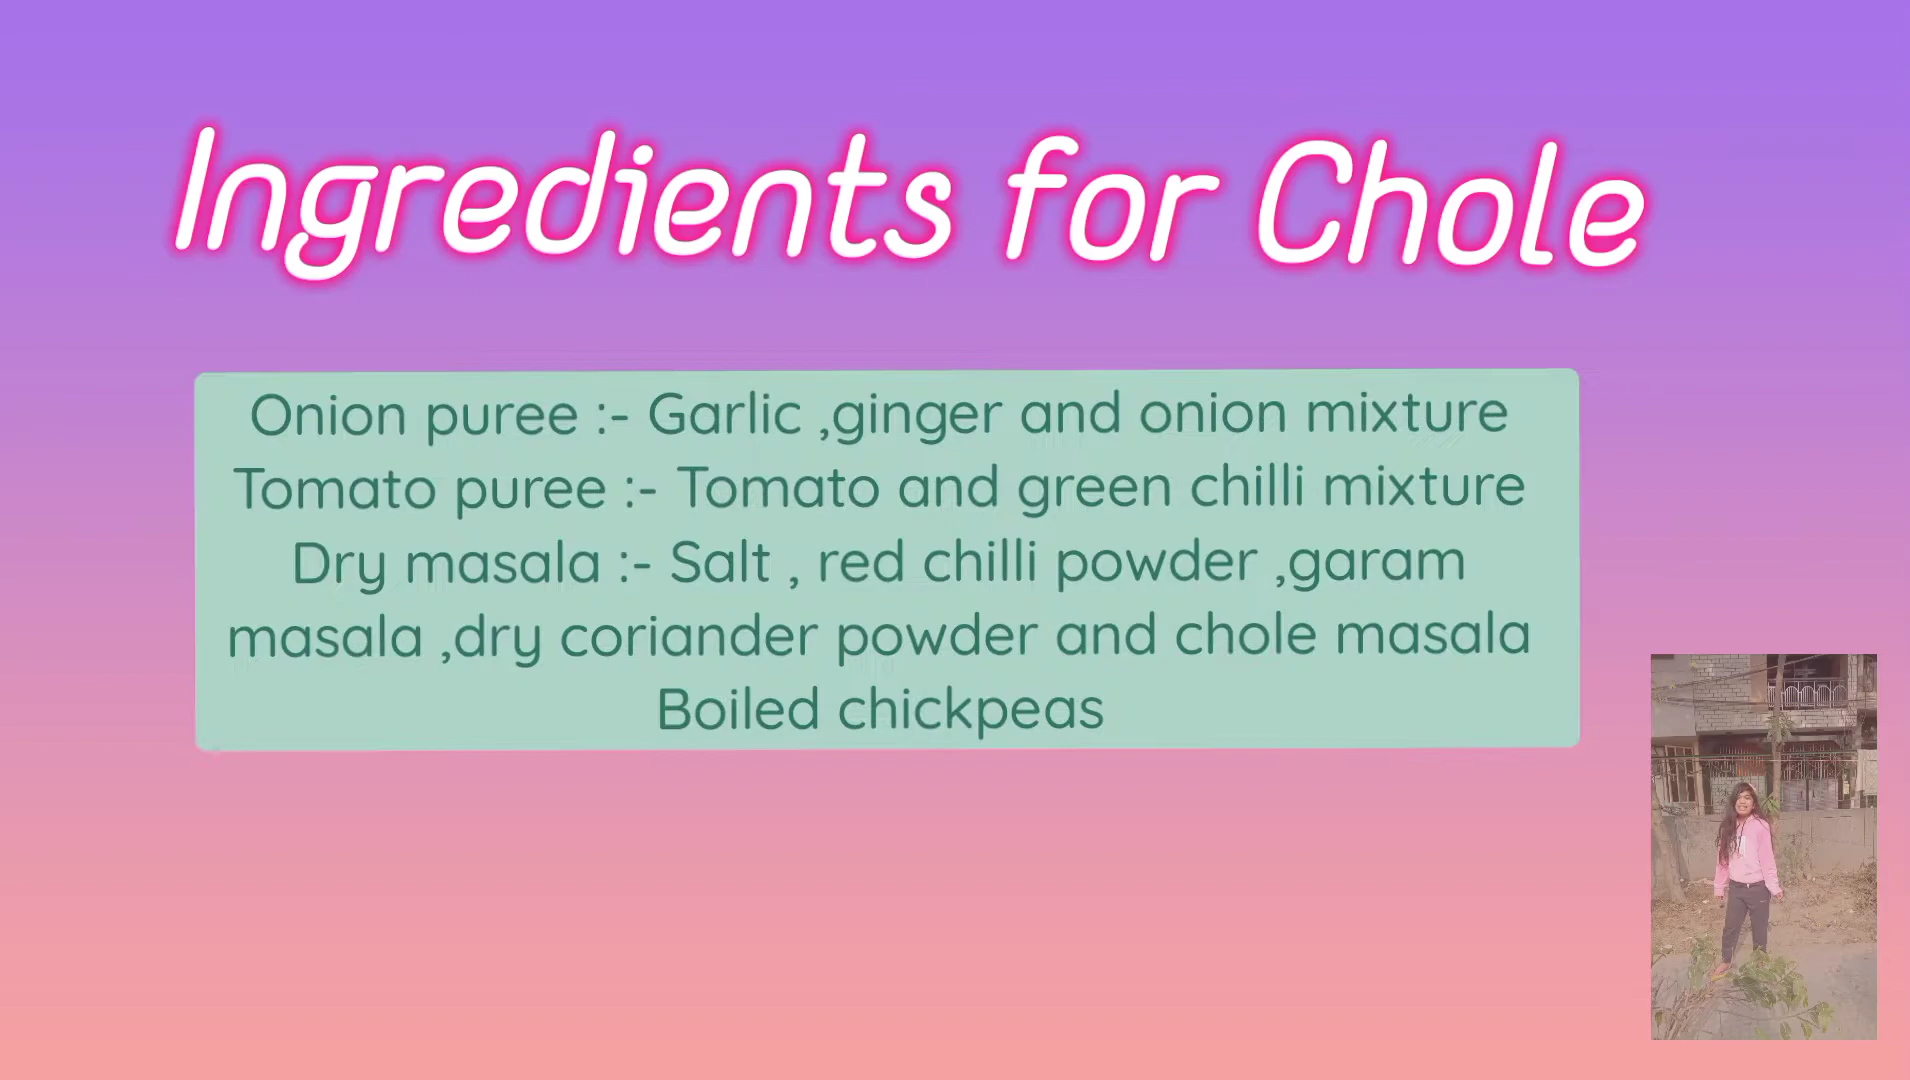 Ingredients for Chole
Onion puree :- Garlic ,ginger and onion mixture
Tomato puree :- Tomato and green chilli mixture
Dry masala :- Salt , red chilli powder ,garam
masala ,dry coriander powder and chole masala
Boiled chickpeas